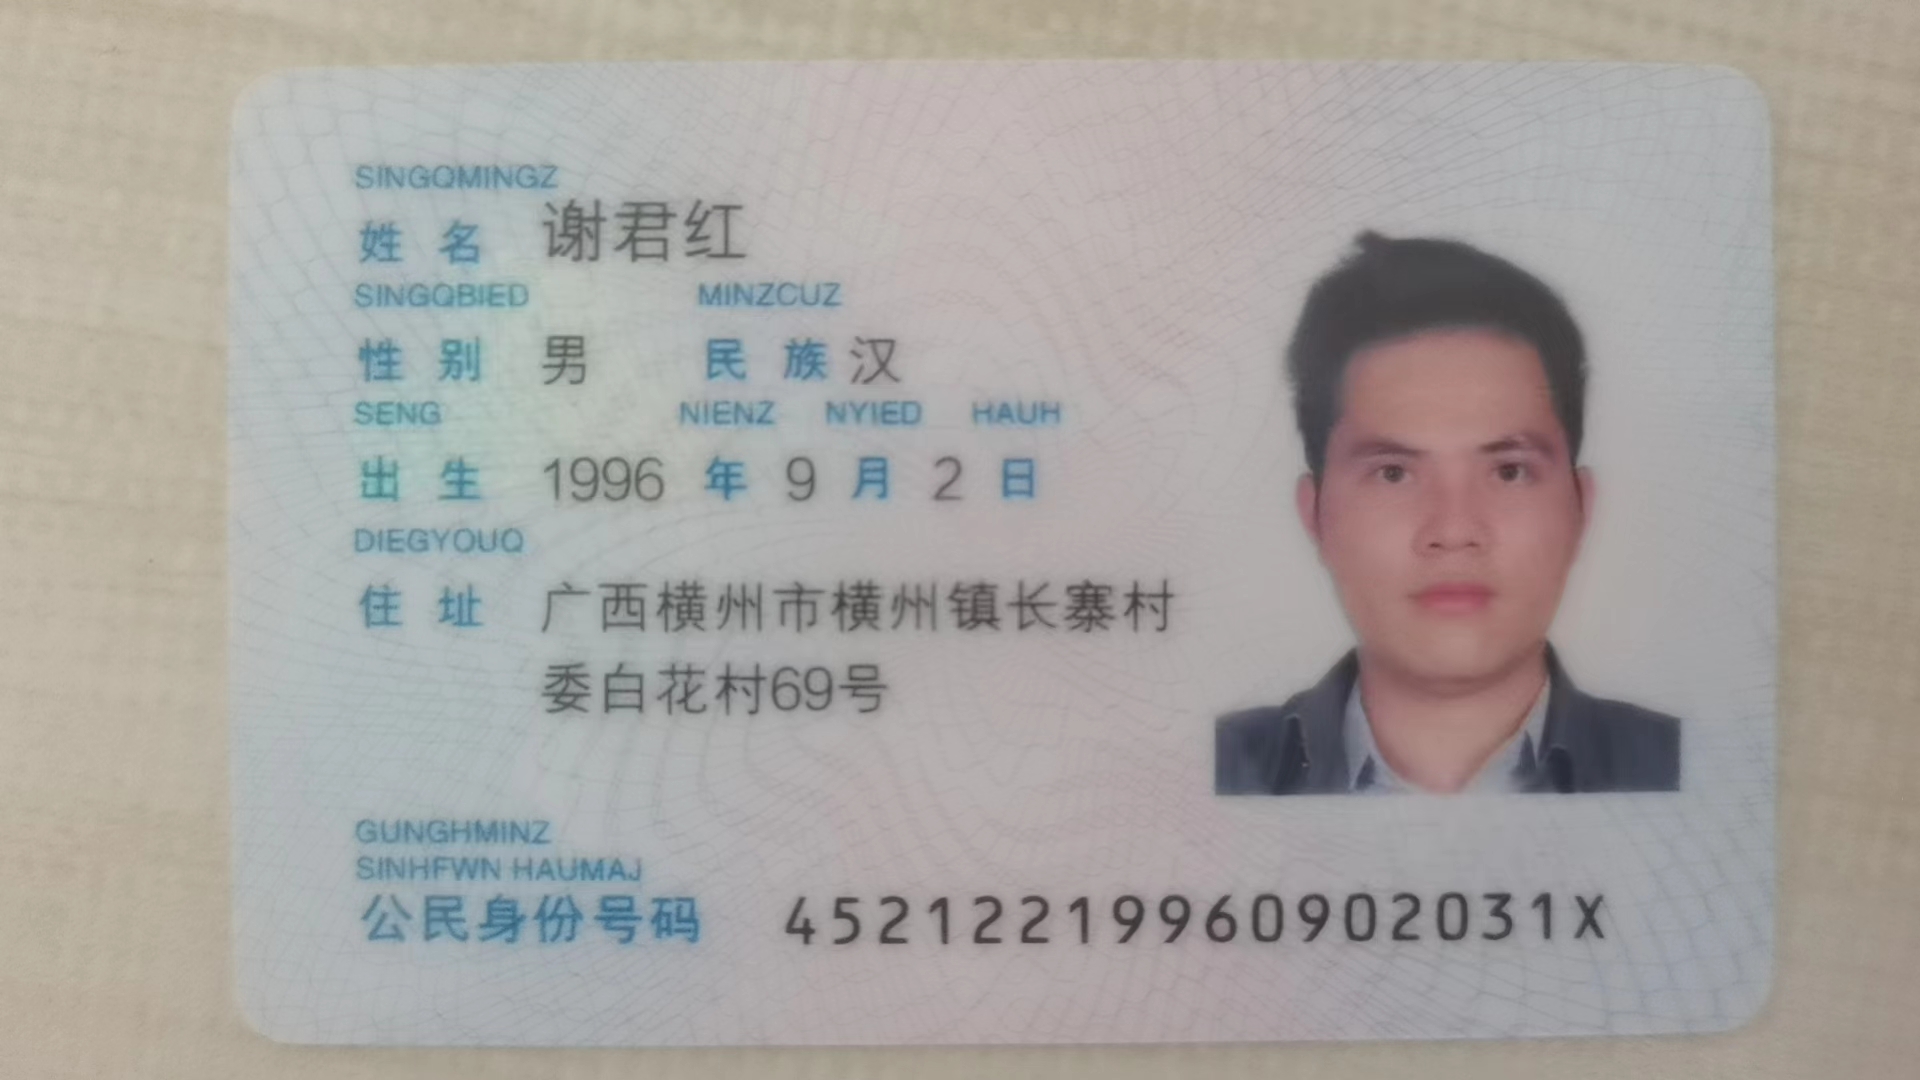 SINGQMINGZ
姓名 谢君红
SINGQBIED MINZCUZ
性别 男 民族 汉
SENG NIENZ NYIED HAUH
出生 1996 年 9 月 2 日
DIEGYOUQ
住址 广西横州市横州镇长寨村
委白花村69号
GUNGHMINZ
SINHFWN HAUMAJ
公民身份号码 45212219960902031X